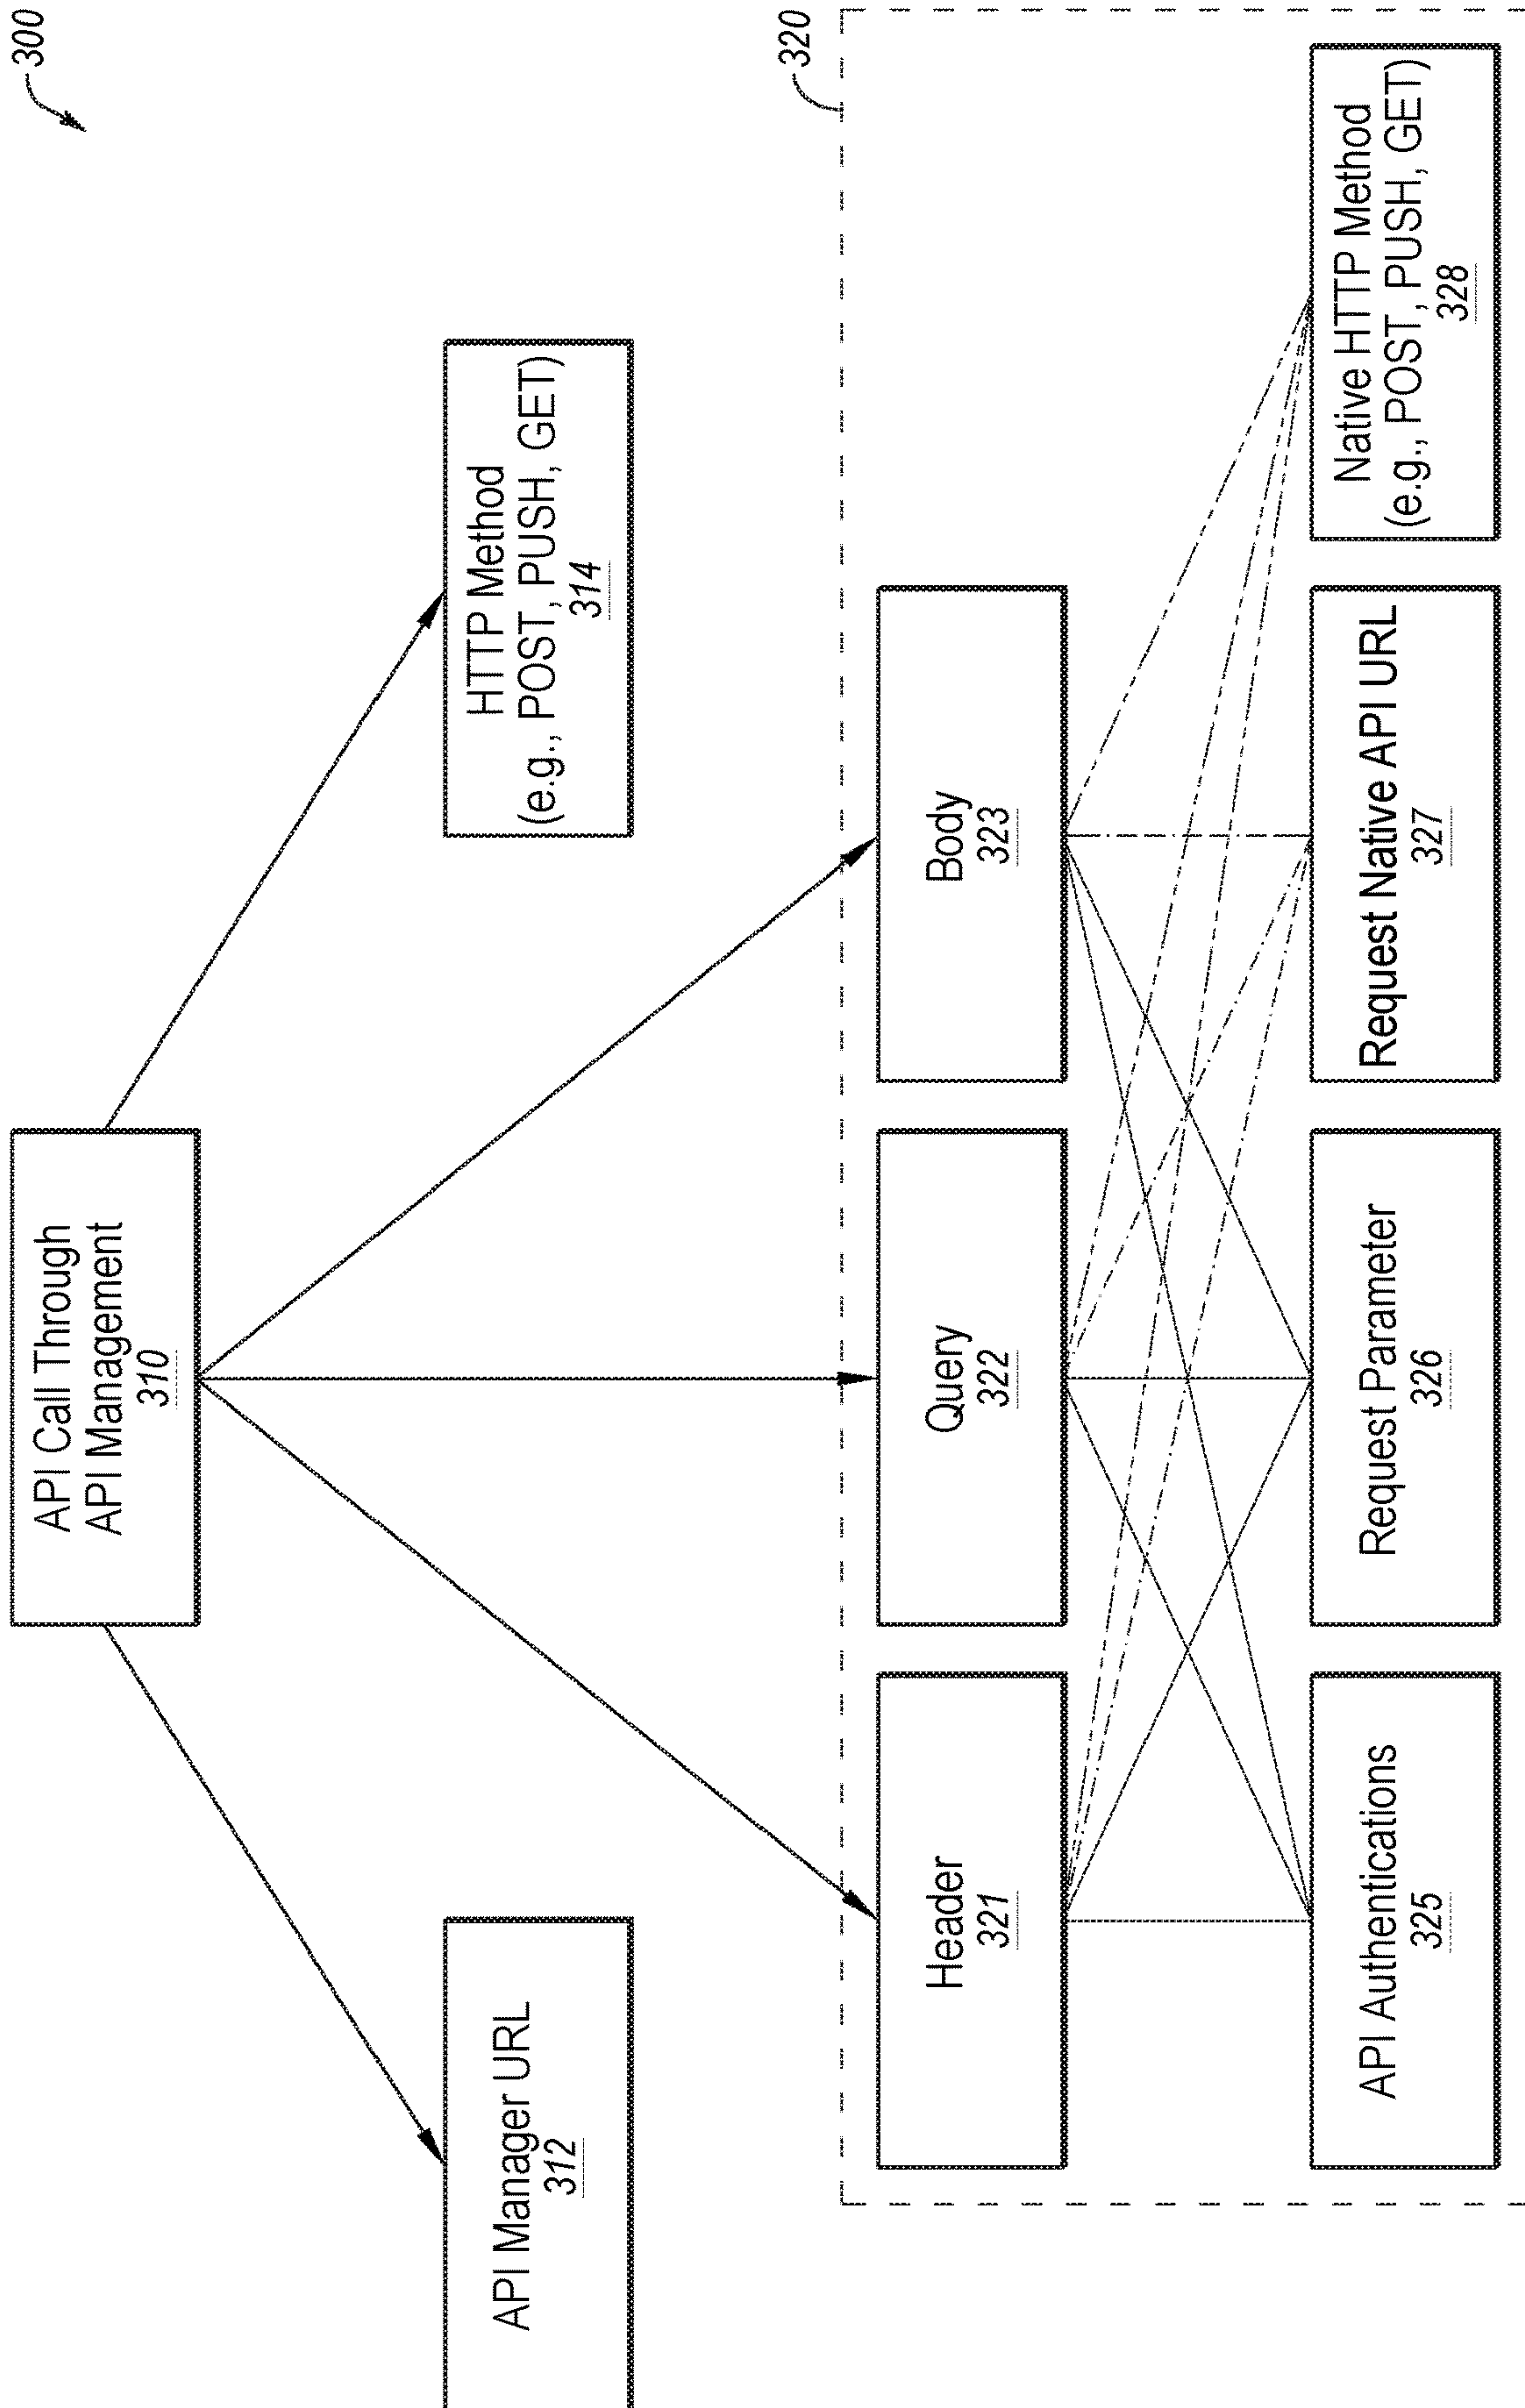 300
API Call Through
API Management
310
API Manager URL
312
HTTP Method
(e.g., POST, PUSH, GET)
314
320
Header
321
Query
322
Body
323
API Authentications
325
Request Parameter
326
Request Native API URL
327
Native HTTP Method
(e.g., POST, PUSH, GET)
328